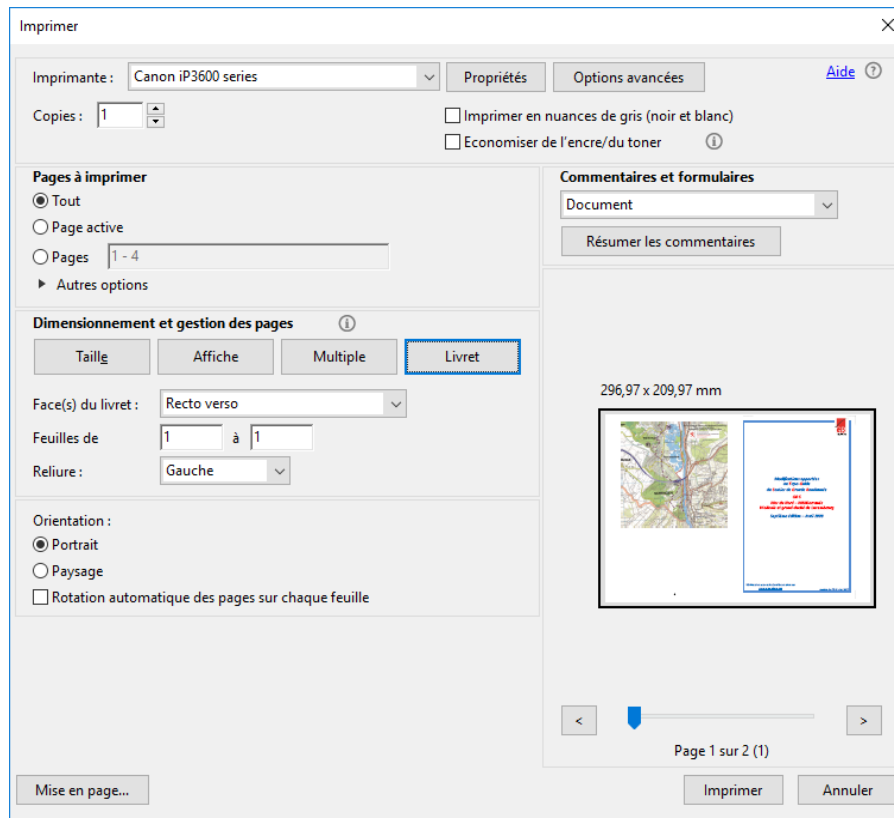 Imprimer
Imprimante : Canon iP3600 series Propriétés Options avancées Aide
Copies : 1 Imprimer en nuances de gris (noir et blanc)
Economiser de l'encre/du toner
Pages à imprimer
Tout
Page active
Pages 1 - 4
Autres options
Commentaires et formulaires
Document
Résumer les commentaires
Dimensionnement et gestion des pages
Taille Affiche Multiple Livret
Face(s) du livret : Recto verso
Feuilles de 1 à 1
Reliure : Gauche
Orientation :
Portrait
Paysage
Rotation automatique des pages sur chaque feuille
296,97 x 209,97 mm
< >
Page 1 sur 2 (1)
Mise en page... Imprimer Annuler